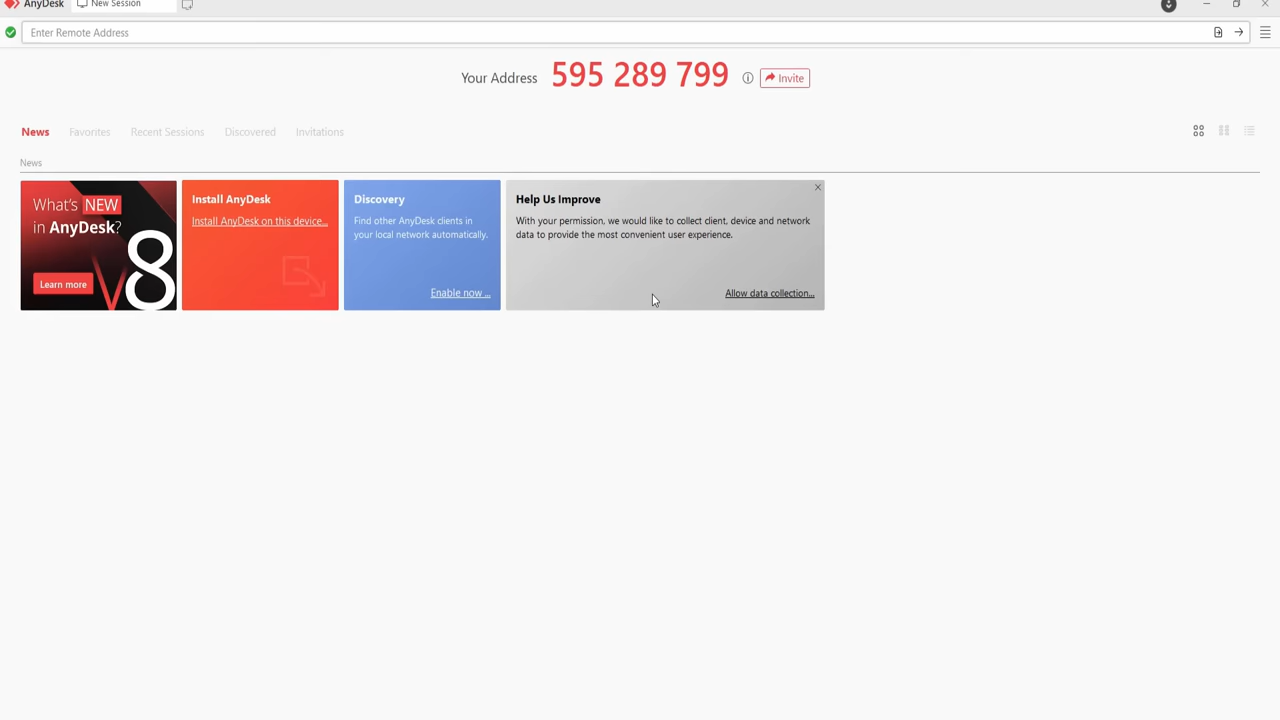 AnyDesk
New Session
Enter Remote Address
Your Address 595 289 799 Invite
News Favorites Recent Sessions Discovered Invitations
News
What's NEW
in AnyDesk?
Learn more
V8
Install AnyDesk
Install AnyDesk on this device...
Discovery
Find other AnyDesk clients in
your local network automatically.
Enable now ...
Help Us Improve
With your permission, we would like to collect client, device and network
data to provide the most convenient user experience.
Allow data collection...